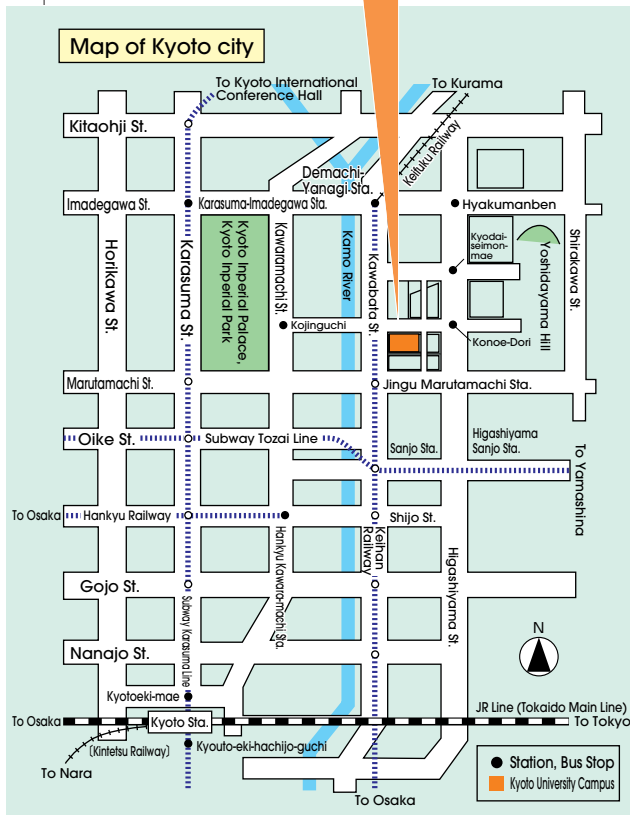 Map of Kyoto city
To Kyoto International
Conference Hall
To Kurama
Kitaohji St.
Keifuku Railway
Demachi-
Yanagi Sta.
Imadegawa St.
Karasuma-Imadegawa Sta.
Hyakumanben
Kyodai-
seimon-
mae
Horikawa St.
Karasuma St.
Kyoto Inperial Palace,
Kyoto Inperial Park
Kawaramachi St.
Kamo River
Kawabata St.
Yoshidayama Hill
Shirakawa St.
Kojinguchi
Konoe-Dori
Marutamachi St.
Jingu Marutamachi Sta.
Oike St.
Subway Tozai Line
Sanjo Sta.
Higashiyama
Sanjo Sta.
To Yamashina
To Osaka
Hankyu Railway
Shijo St.
Hankyu Kawara-machi Sta.
Keihan
Railway
Higashiyama St.
Gojo St.
Subway Karasuma Line
Nanajo St.
N
Kyotoeki-mae
JR Line (Tokaido Main Line)
To Osaka
Kyoto Sta.
To Tokyo
(Kintetsu Railway)
Kyouto-eki-hachijo-guchi
To Nara
To Osaka
Station, Bus Stop
Kyoto University Campus